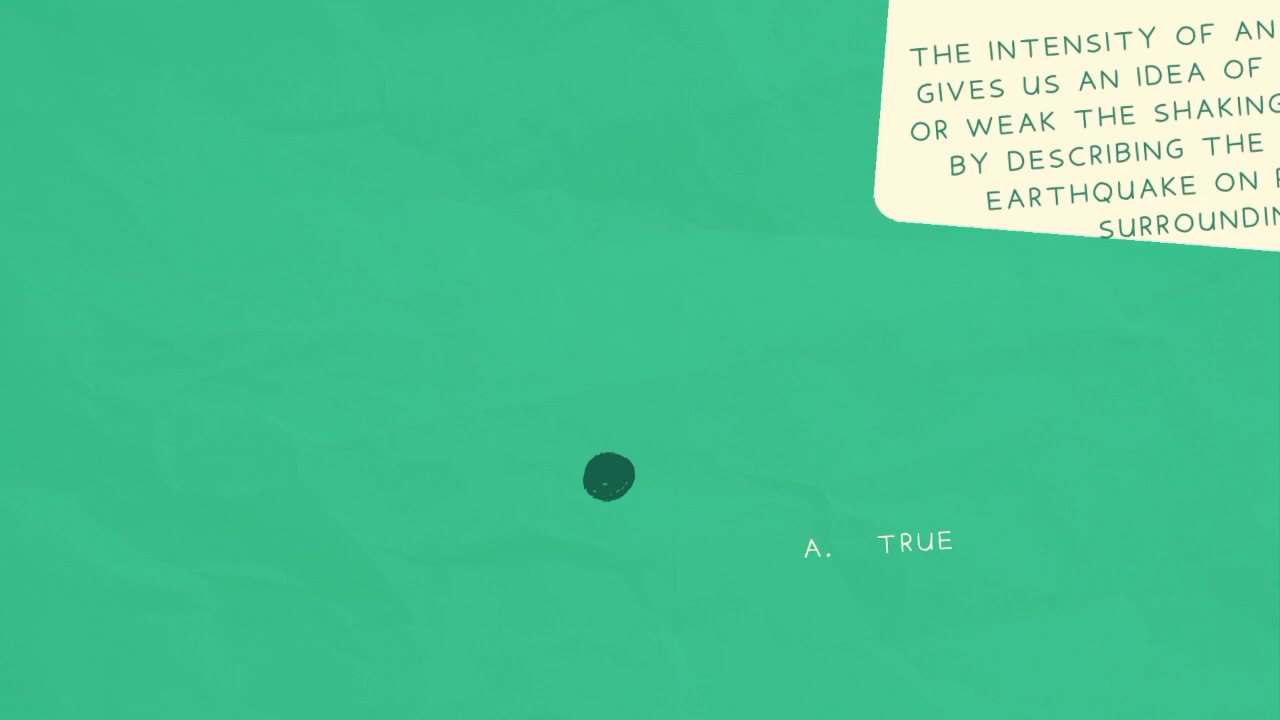 THE INTENSITY OF AN
GIVES US AN IDEA OF
OR WEAK THE SHAKING
BY DESCRIBING THE
EARTHQUAKE ON
A. TRUE